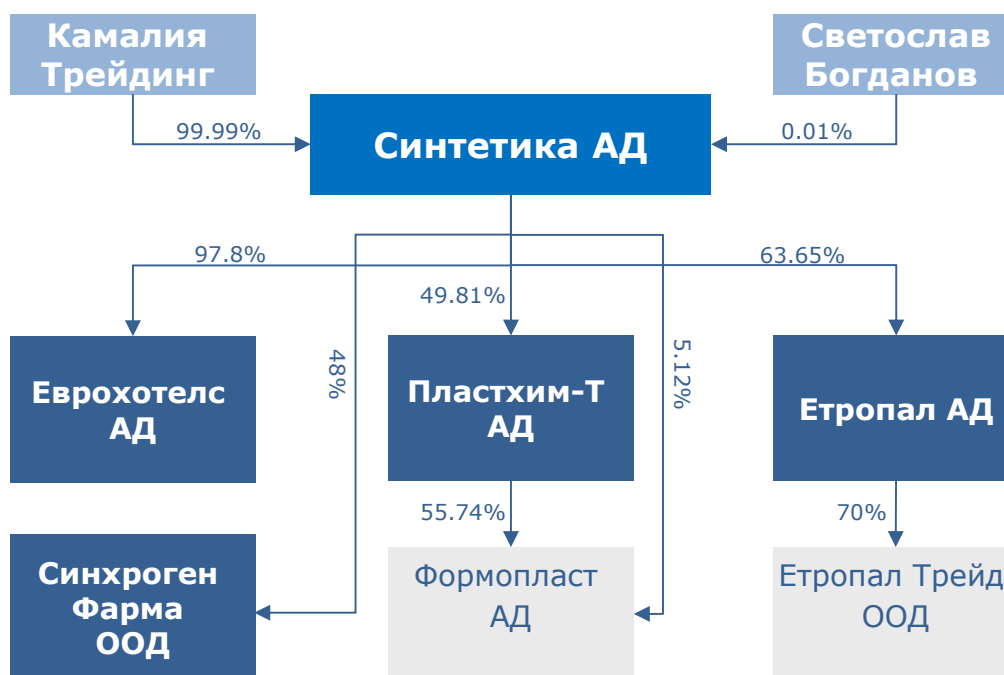 Камалия
Трейдинг
Светослав
Богданов
99.99%
0.01%
Синтетика АД
97.8%
63.65%
49.81%
48%
5.12%
Еврохотелс
АД
Пластхим-Т
АД
Етропал АД
55.74%
70%
Синхроген
Фарма
ООД
Формопласт
АД
Етропал Трейд
ООД